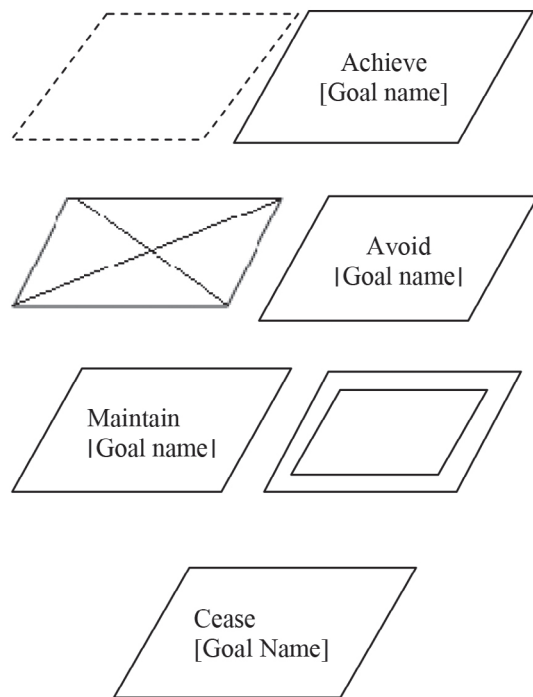 Achieve
[Goal name]
Avoid
|Goal name|
Maintain
|Goal name|
Cease
[Goal Name]